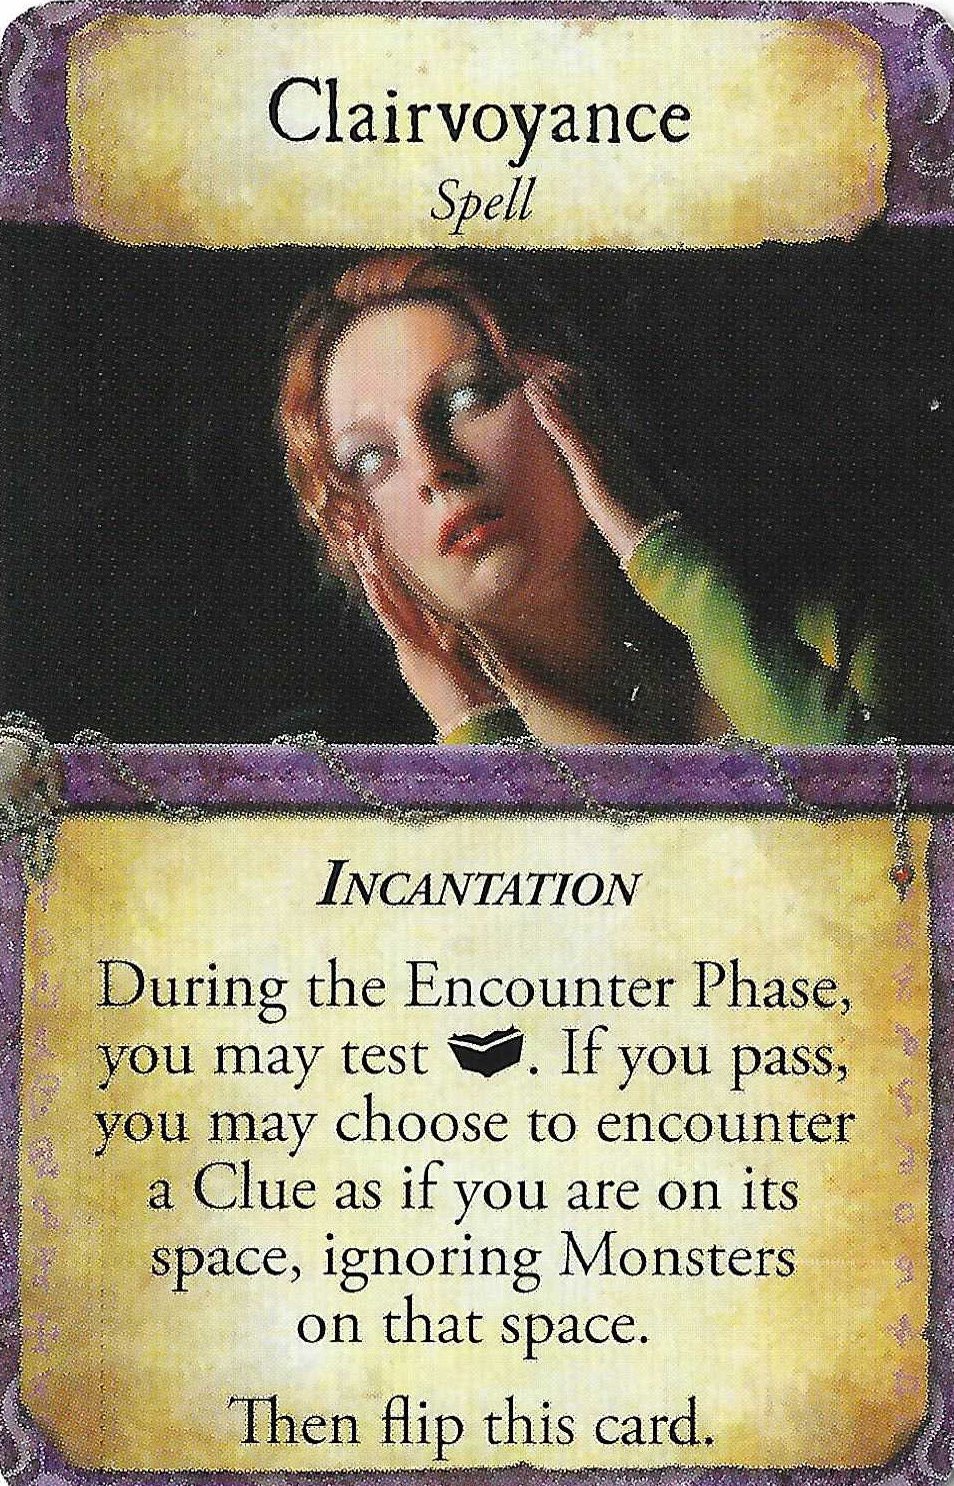 Clairvoyance
Spell
INCANTATION
During the Encounter Phase,
you may test . If you pass,
you may choose to encounter
a Clue as if you are on its
space, ignoring Monsters
on that space.
Then flip this card.